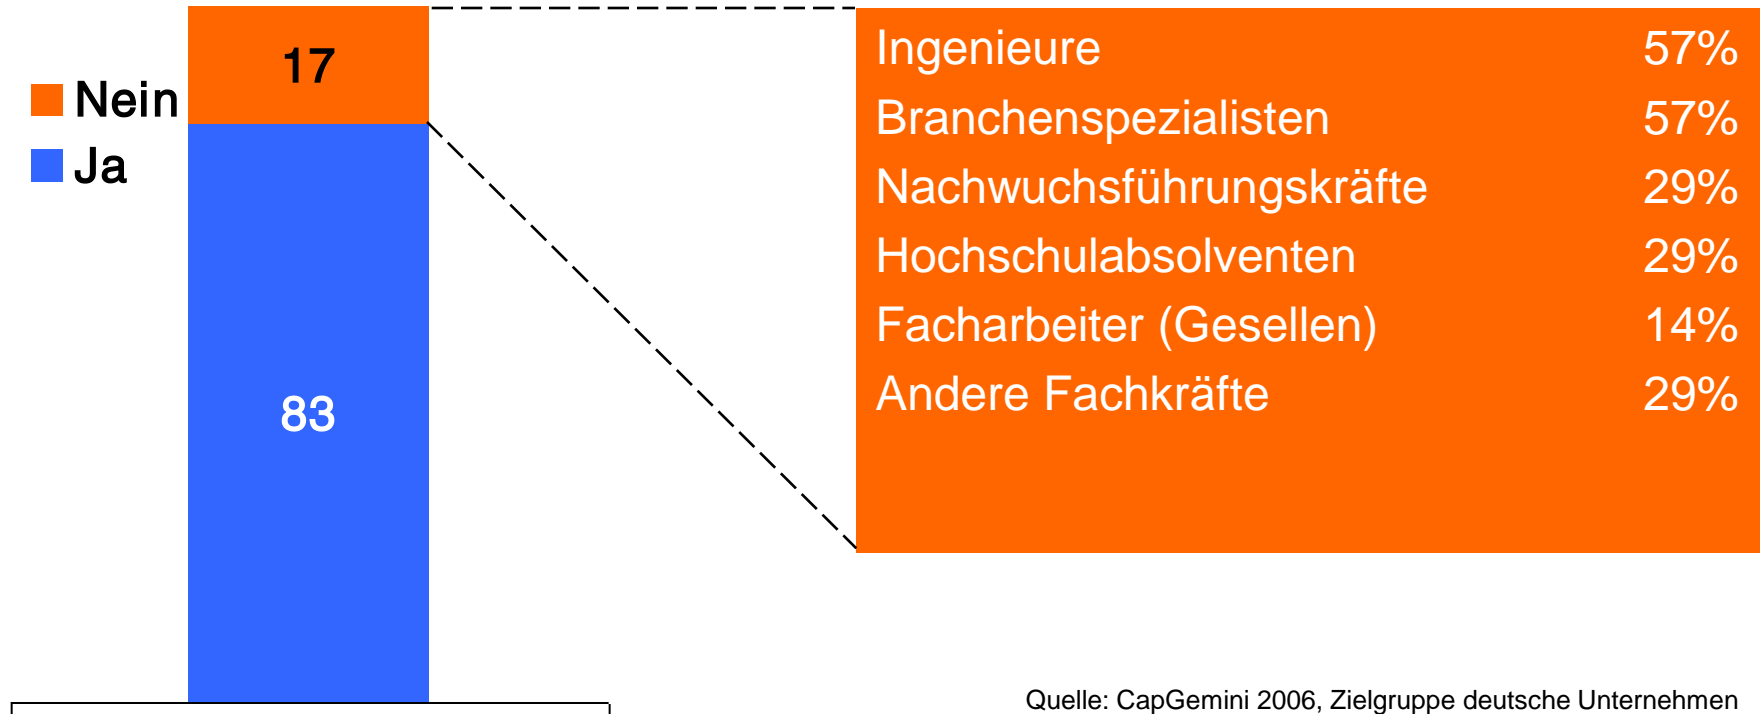 17
Nein
Ja
83
Ingenieure 57%
Branchenspezialisten 57%
Nachwuchsführungskräfte 29%
Hochschulabsolventen 29%
Facharbeiter (Gesellen) 14%
Andere Fachkräfte 29%
Quelle: CapGemini 2006, Zielgruppe deutsche Unternehmen